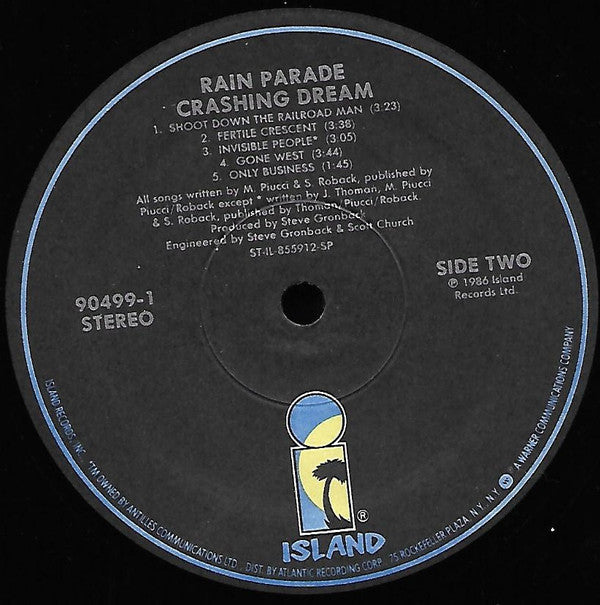 RAIN PARADE
CRASHING DREAM
1. SHOOT DOWN THE RAILROAD MAN (3:23)
2. FERTILE CRESCENT (3:38)
3. INVISIBLE PEOPLE* (3:05)
4. GONE WEST (3:44)
5. ONLY BUSINESS (1:45)
All songs written by M. Piucci & S. Roback, published by
Piucci/Roback except * written by J. Thoman, M. Piucci
& S. Roback, published by Thoman/Piucci/Roback.
Produced by Steve Gronback
Engineered by Steve Gronback & Scott Church
ST-IL-855912-SP
90499-1
STEREO
SIDE TWO
℗ 1986 Island
Records Ltd.
i
®
ISLAND
ISLAND RECORDS, INC. *TM OWNED BY ANTILLES COMMUNICATIONS LTD. DIST. BY ATLANTIC RECORDING CORP. 75 ROCKEFELLER PLAZA, N.Y., N.Y. A WARNER COMMUNICATIONS COMPANY